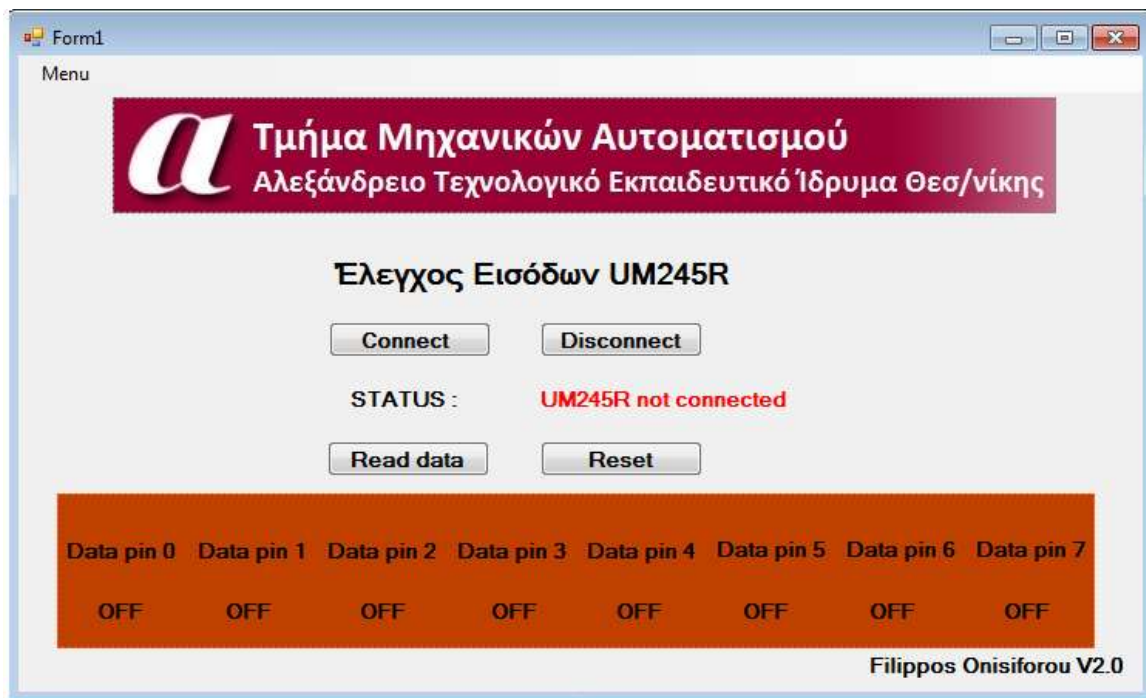 Form1
Menu
α Τμήμα Μηχανικών Αυτοματισμού
Αλεξάνδρειο Τεχνολογικό Εκπαιδευτικό Ίδρυμα Θεσ/νίκης
Έλεγχος Εισόδων UM245R
Connect Disconnect
STATUS : UM245R not connected
Read data Reset
Data pin 0 Data pin 1 Data pin 2 Data pin 3 Data pin 4 Data pin 5 Data pin 6 Data pin 7
OFF OFF OFF OFF OFF OFF OFF OFF
Filippos Onisiforou V2.0